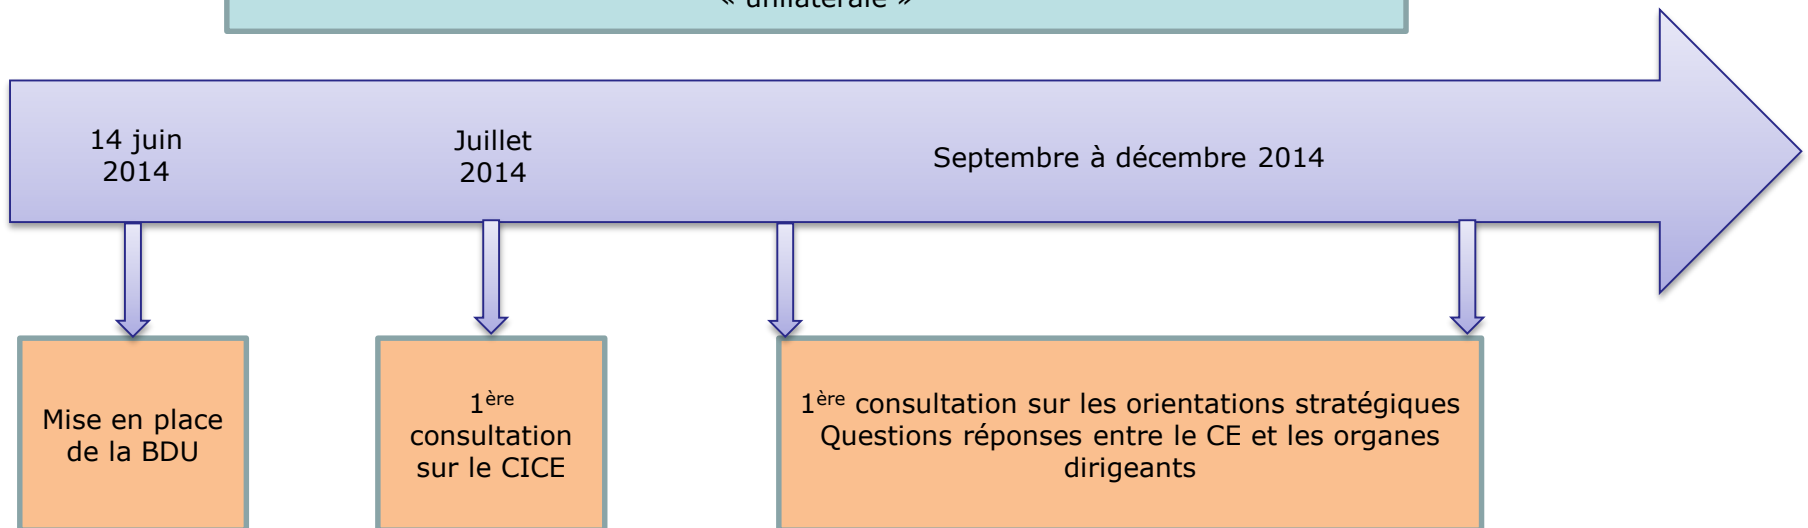 « unilatérale »
14 juin
2014
Juillet
2014
Septembre à décembre 2014
Mise en place
de la BDU
1ère
consultation
sur le CICE
1ère consultation sur les orientations stratégiques
Questions réponses entre le CE et les organes
dirigeants